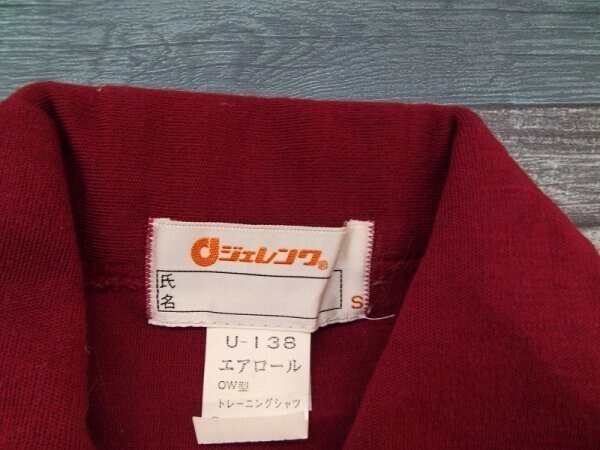 ジェレンク®
氏
名
S
U-138
エアロール
OW型
トレーニングシャツ